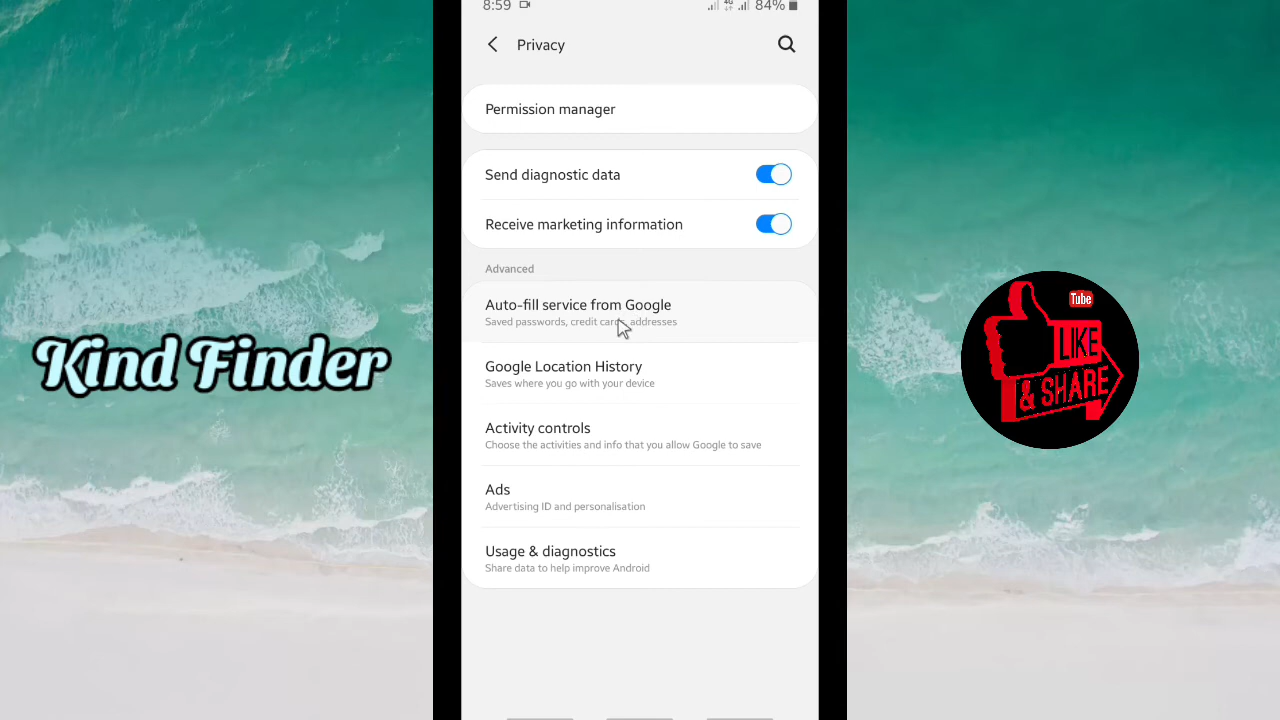 8:59
4G
84%
Privacy
Permission manager
Send diagnostic data
Receive marketing information
Advanced
Auto-fill service from Google
Saved passwords, credit cards, addresses
Google Location History
Saves where you go with your device
Activity controls
Choose the activities and info that you allow Google to save
Ads
Advertising ID and personalisation
Usage & diagnostics
Share data to help improve Android
Kind Finder
Tube
LIKE
& SHARE